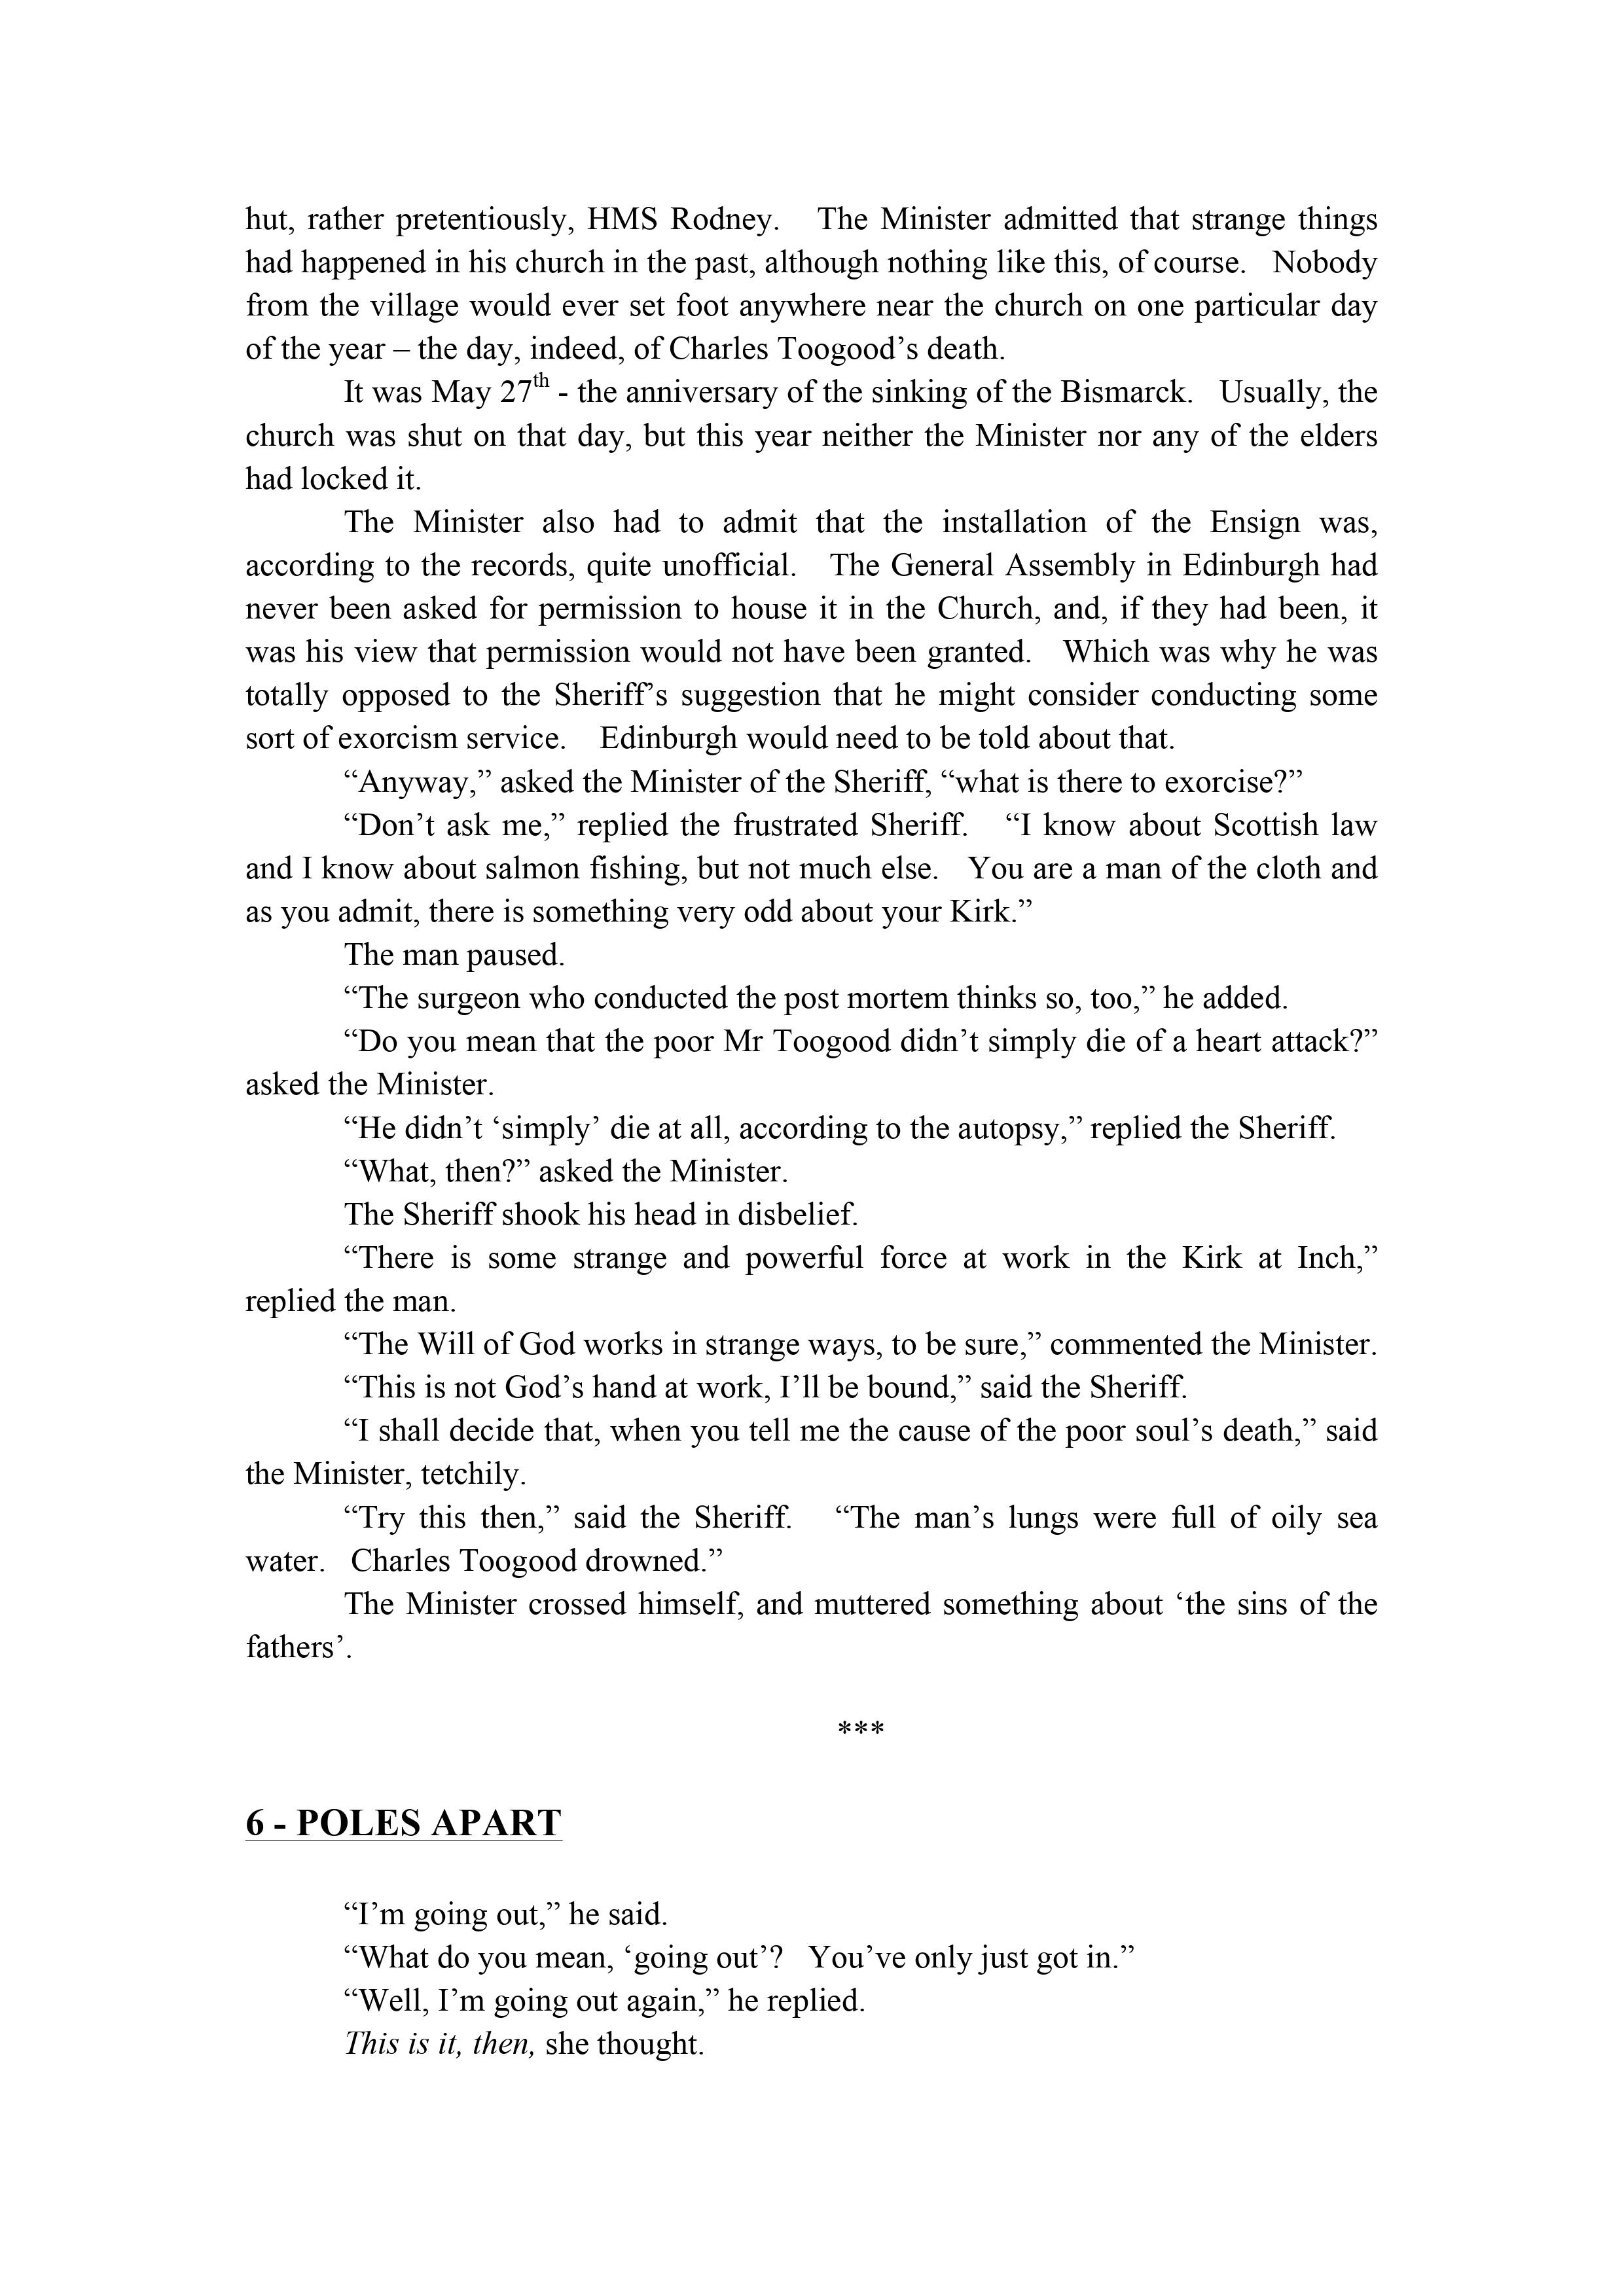 hut, rather pretentiously, HMS Rodney.   The Minister admitted that strange things
had happened in his church in the past, although nothing like this, of course.   Nobody
from the village would ever set foot anywhere near the church on one particular day
of the year – the day, indeed, of Charles Toogood’s death.
It was May 27th - the anniversary of the sinking of the Bismarck.   Usually, the
church was shut on that day, but this year neither the Minister nor any of the elders
had locked it.
The Minister also had to admit that the installation of the Ensign was,
according to the records, quite unofficial.   The General Assembly in Edinburgh had
never been asked for permission to house it in the Church, and, if they had been, it
was his view that permission would not have been granted.   Which was why he was
totally opposed to the Sheriff’s suggestion that he might consider conducting some
sort of exorcism service.    Edinburgh would need to be told about that.
“Anyway,” asked the Minister of the Sheriff, “what is there to exorcise?”
“Don’t ask me,” replied the frustrated Sheriff.   “I know about Scottish law
and I know about salmon fishing, but not much else.   You are a man of the cloth and
as you admit, there is something very odd about your Kirk.”
The man paused.
“The surgeon who conducted the post mortem thinks so, too,” he added.
“Do you mean that the poor Mr Toogood didn’t simply die of a heart attack?”
asked the Minister.
“He didn’t ‘simply’ die at all, according to the autopsy,” replied the Sheriff.
“What, then?” asked the Minister.
The Sheriff shook his head in disbelief.
“There is some strange and powerful force at work in the Kirk at Inch,”
replied the man.
“The Will of God works in strange ways, to be sure,” commented the Minister.
“This is not God’s hand at work, I’ll be bound,” said the Sheriff.
“I shall decide that, when you tell me the cause of the poor soul’s death,” said
the Minister, tetchily.
“Try this then,” said the Sheriff.   “The man’s lungs were full of oily sea
water.   Charles Toogood drowned.”
The Minister crossed himself, and muttered something about ‘the sins of the
fathers’.
***
6 - POLES APART
“I’m going out,” he said.
“What do you mean, ‘going out’?   You’ve only just got in.”
“Well, I’m going out again,” he replied.
This is it, then, she thought.